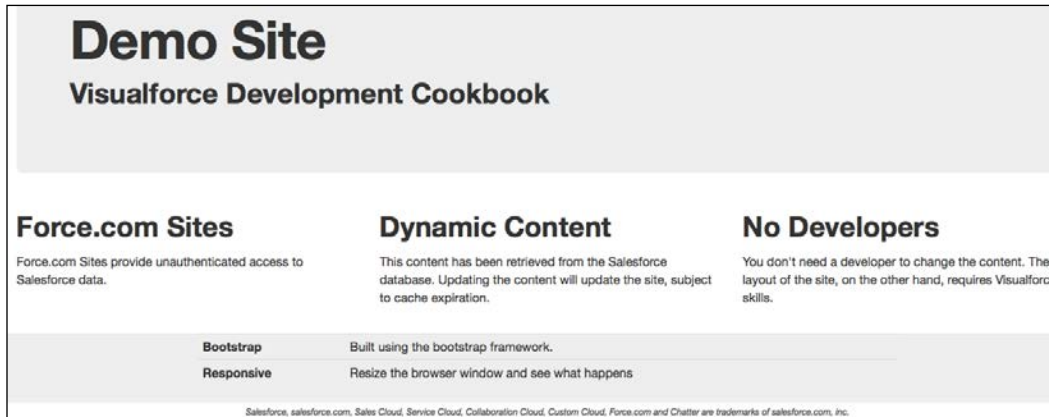 Demo Site
Visualforce Development Cookbook
Force.com Sites
Force.com Sites provide unauthenticated access to
Salesforce data.
Dynamic Content
This content has been retrieved from the Salesforce
database. Updating the content will update the site, subject
to cache expiration.
No Developers
You don't need a developer to change the content. The
layout of the site, on the other hand, requires Visualforc
skills.
Bootstrap Built using the bootstrap framework.
Responsive Resize the browser window and see what happens
Salesforce, salesforce.com, Sales Cloud, Service Cloud, Collaboration Cloud, Custom Cloud, Force.com and Chatter are trademarks of salesforce.com, inc.